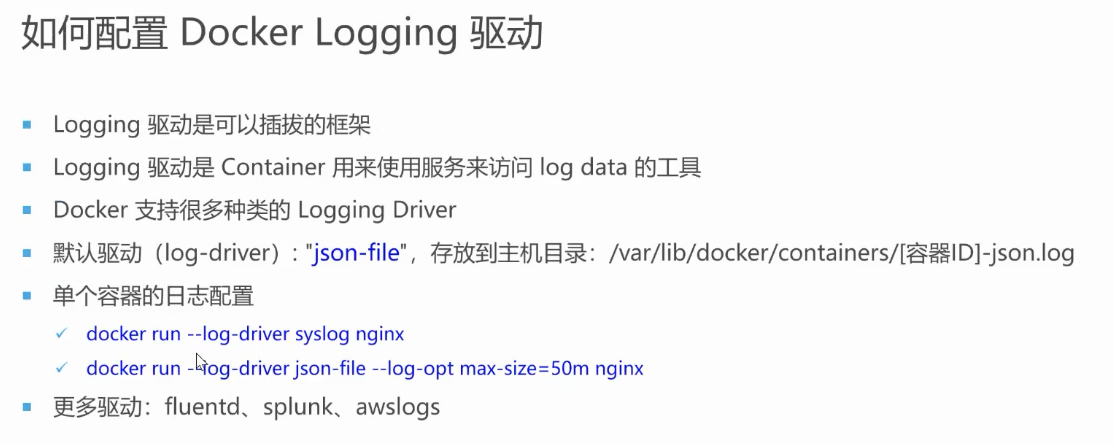 如何配置 Docker Logging 驱动
Logging 驱动是可以插拔的框架
Logging 驱动是 Container 用来使用服务来访问 log data 的工具
Docker 支持很多种类的 Logging Driver
默认驱动（log-driver）："json-file"，存放到主机目录：/var/lib/docker/containers/[容器ID]-json.log
单个容器的日志配置
docker run --log-driver syslog nginx
docker run --log-driver json-file --log-opt max-size=50m nginx
更多驱动：fluentd、splunk、awslogs